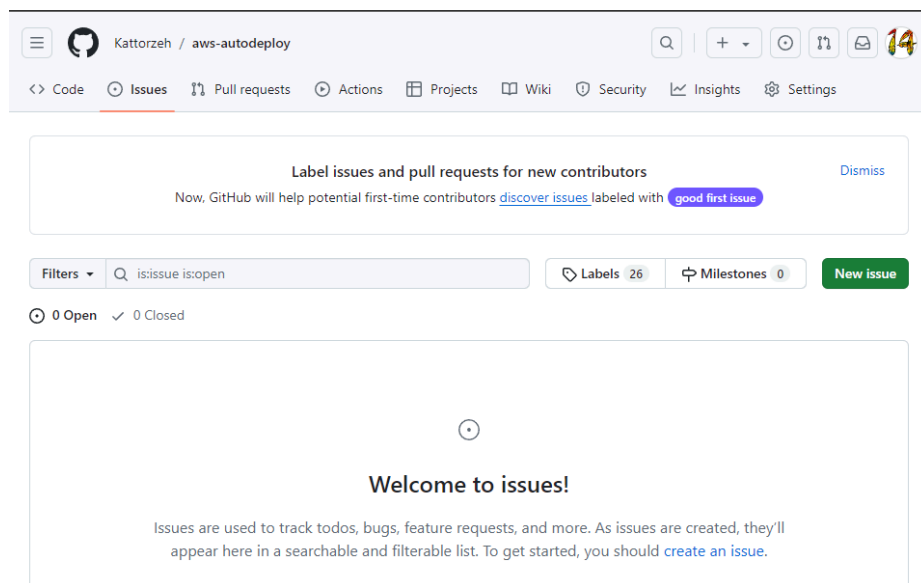 Kattorzeh / aws-autodeploy
14
Code Issues Pull requests Actions Projects Wiki Security Insights Settings
Label issues and pull requests for new contributors
Dismiss
Now, GitHub will help potential first-time contributors discover issues labeled with good first issue
Filters is:issue is:open Labels 26 Milestones 0 New issue
0 Open 0 Closed
Welcome to issues!
Issues are used to track todos, bugs, feature requests, and more. As issues are created, they’ll
appear here in a searchable and filterable list. To get started, you should create an issue.